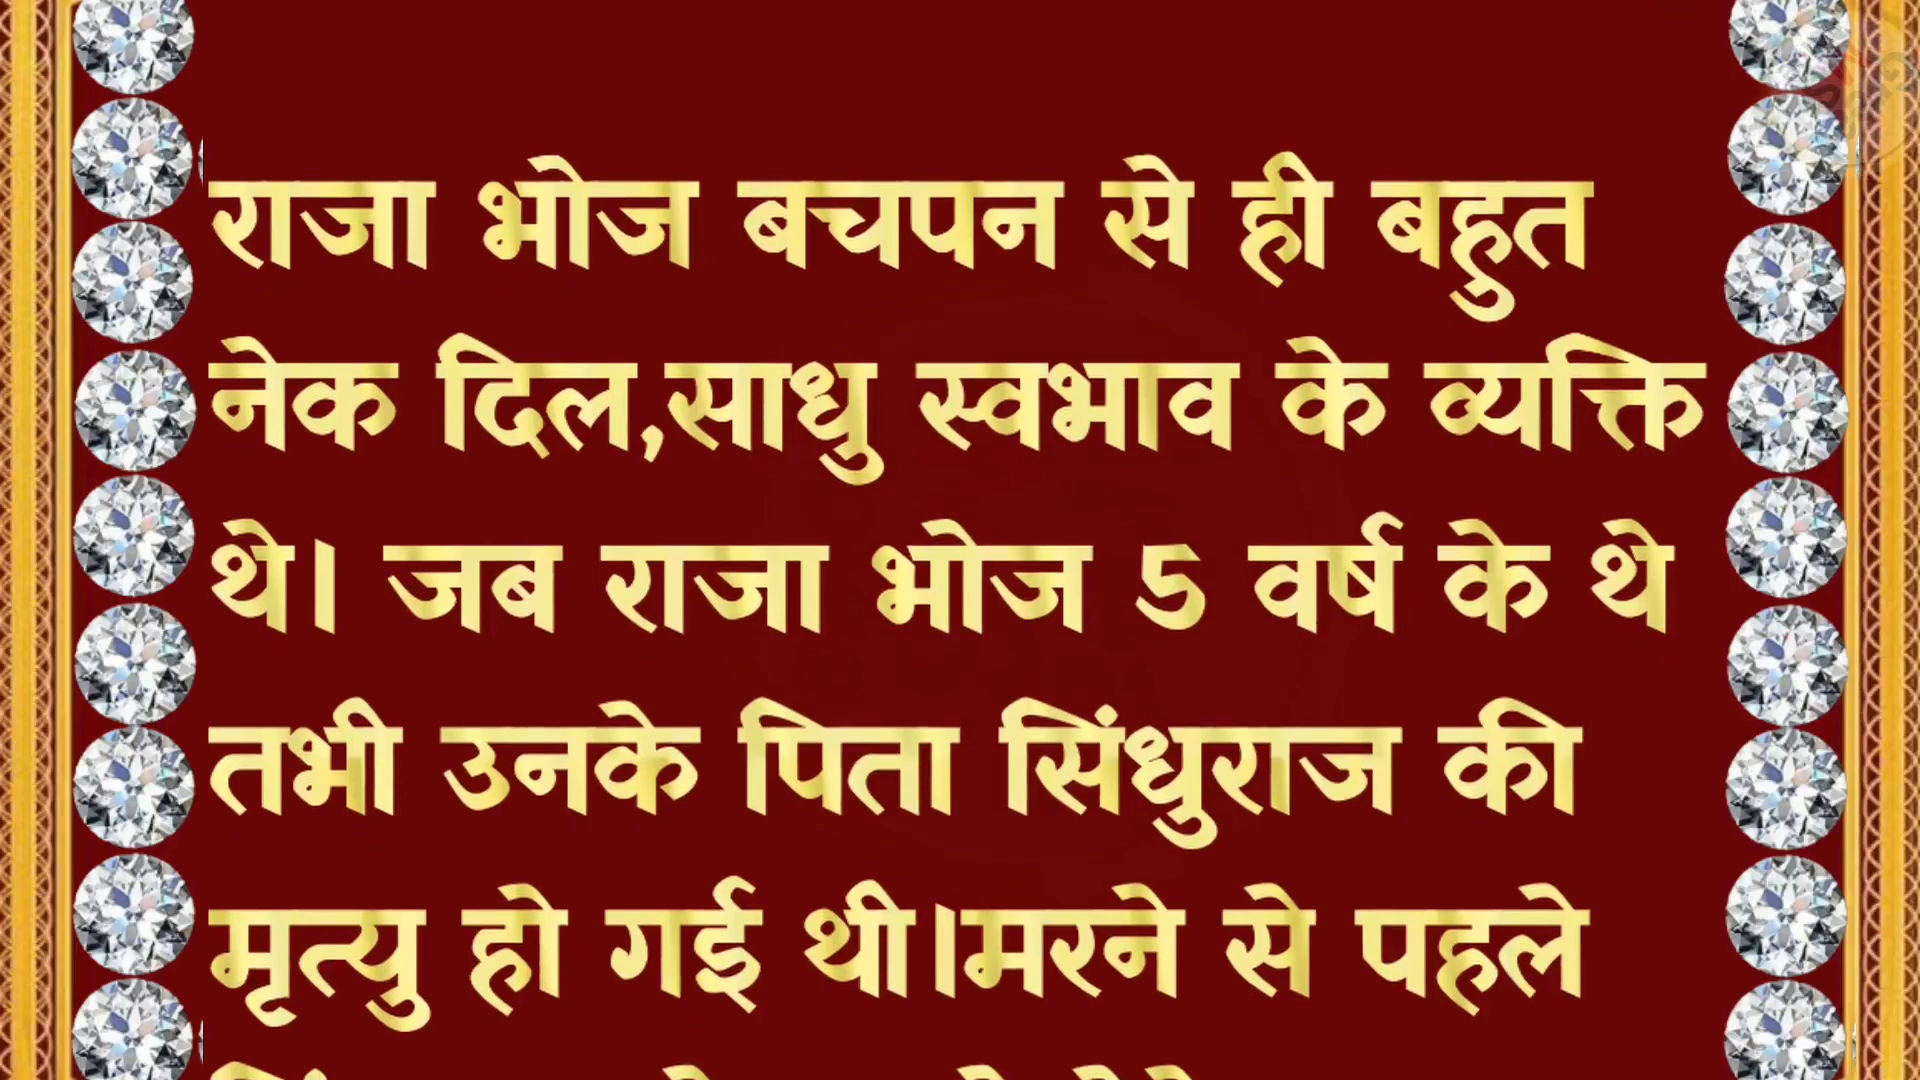 राजा भोज बचपन से ही बहुत
नेक दिल,साधु स्वभाव के व्यक्ति
थे। जब राजा भोज 5 वर्ष के थे
तभी उनके पिता सिंधुराज की
मृत्यु हो गई थी।मरने से पहले